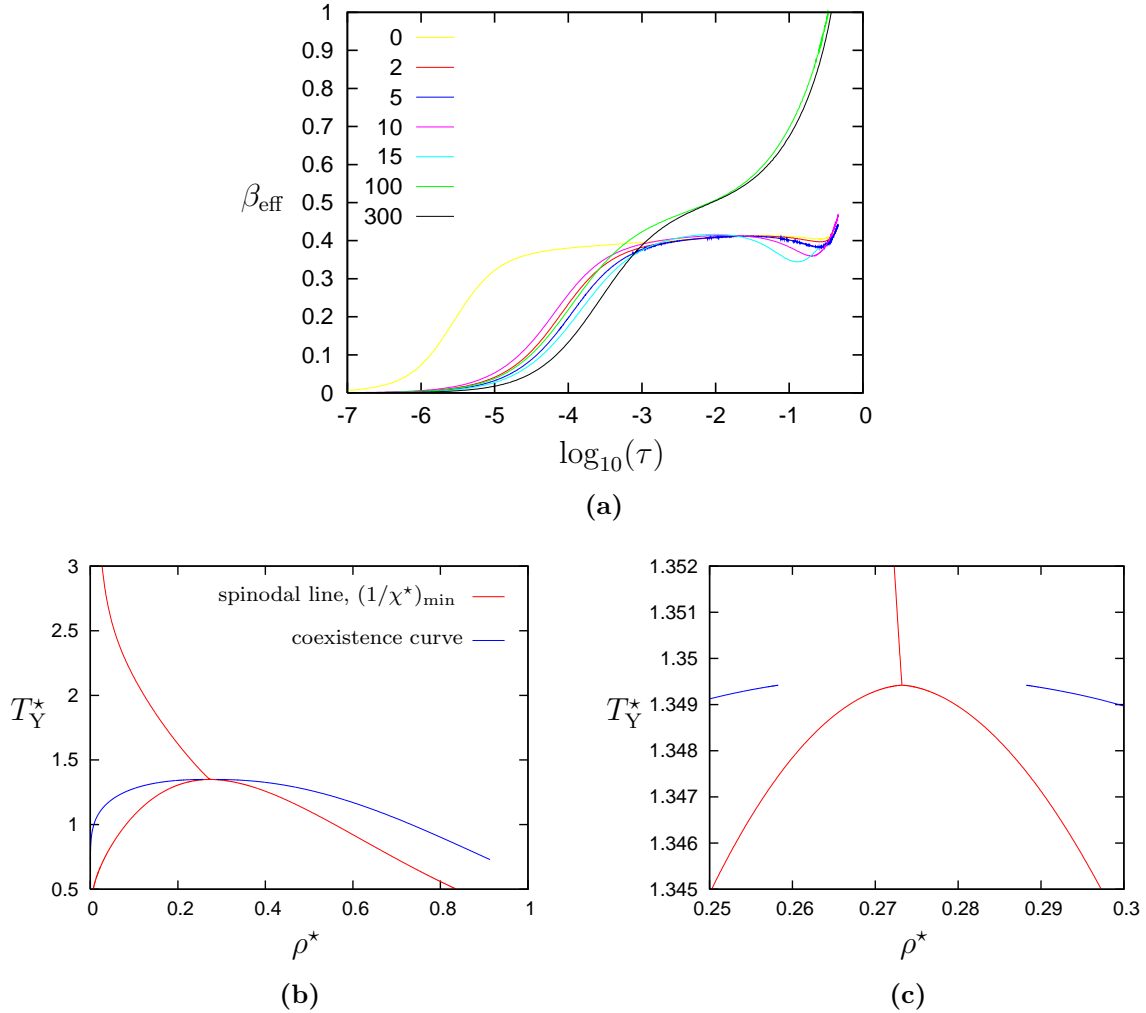 1
0.9
0.8
0.7
0.6
0.5
0.4
0.3
0.2
0.1
0
β_eff
0
2
5
10
15
100
300
-7 -6 -5 -4 -3 -2 -1 0
log₁₀(τ)
(a)
3
2.5
2
1.5
1
0.5
T_Y^⋆
spinodal line, (1/χ^⋆)_min
coexistence curve
0 0.2 0.4 0.6 0.8 1
ρ^⋆
(b)
1.352
1.351
1.35
1.349
1.348
1.347
1.346
1.345
T_Y^⋆
0.25 0.26 0.27 0.28 0.29 0.3
ρ^⋆
(c)